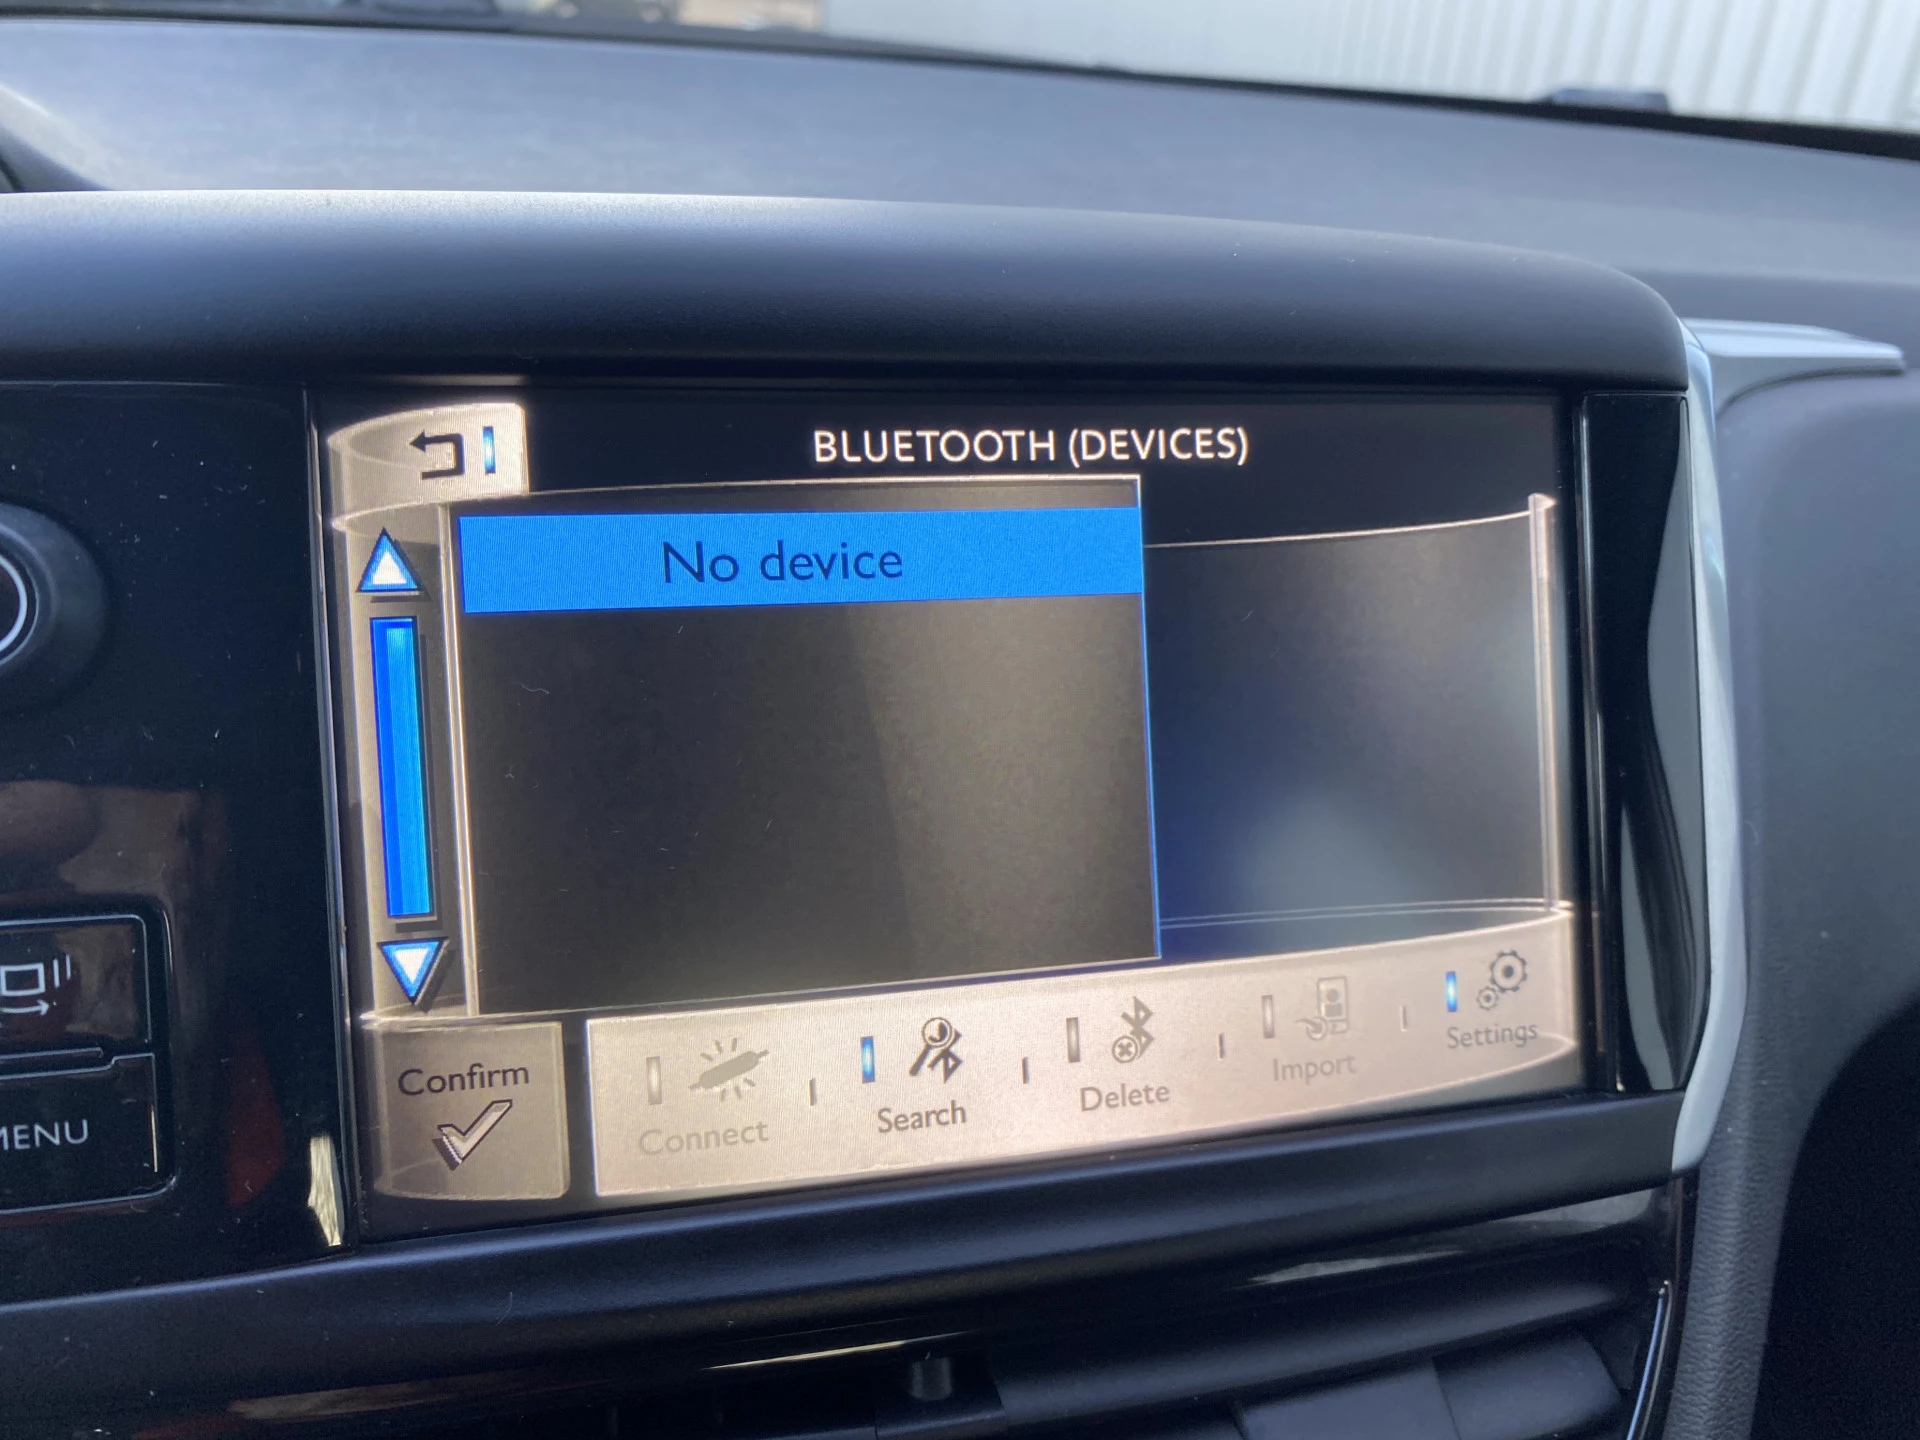 BLUETOOTH (DEVICES)
No device
Confirm
Connect
Search
Delete
Import
Settings
MENU